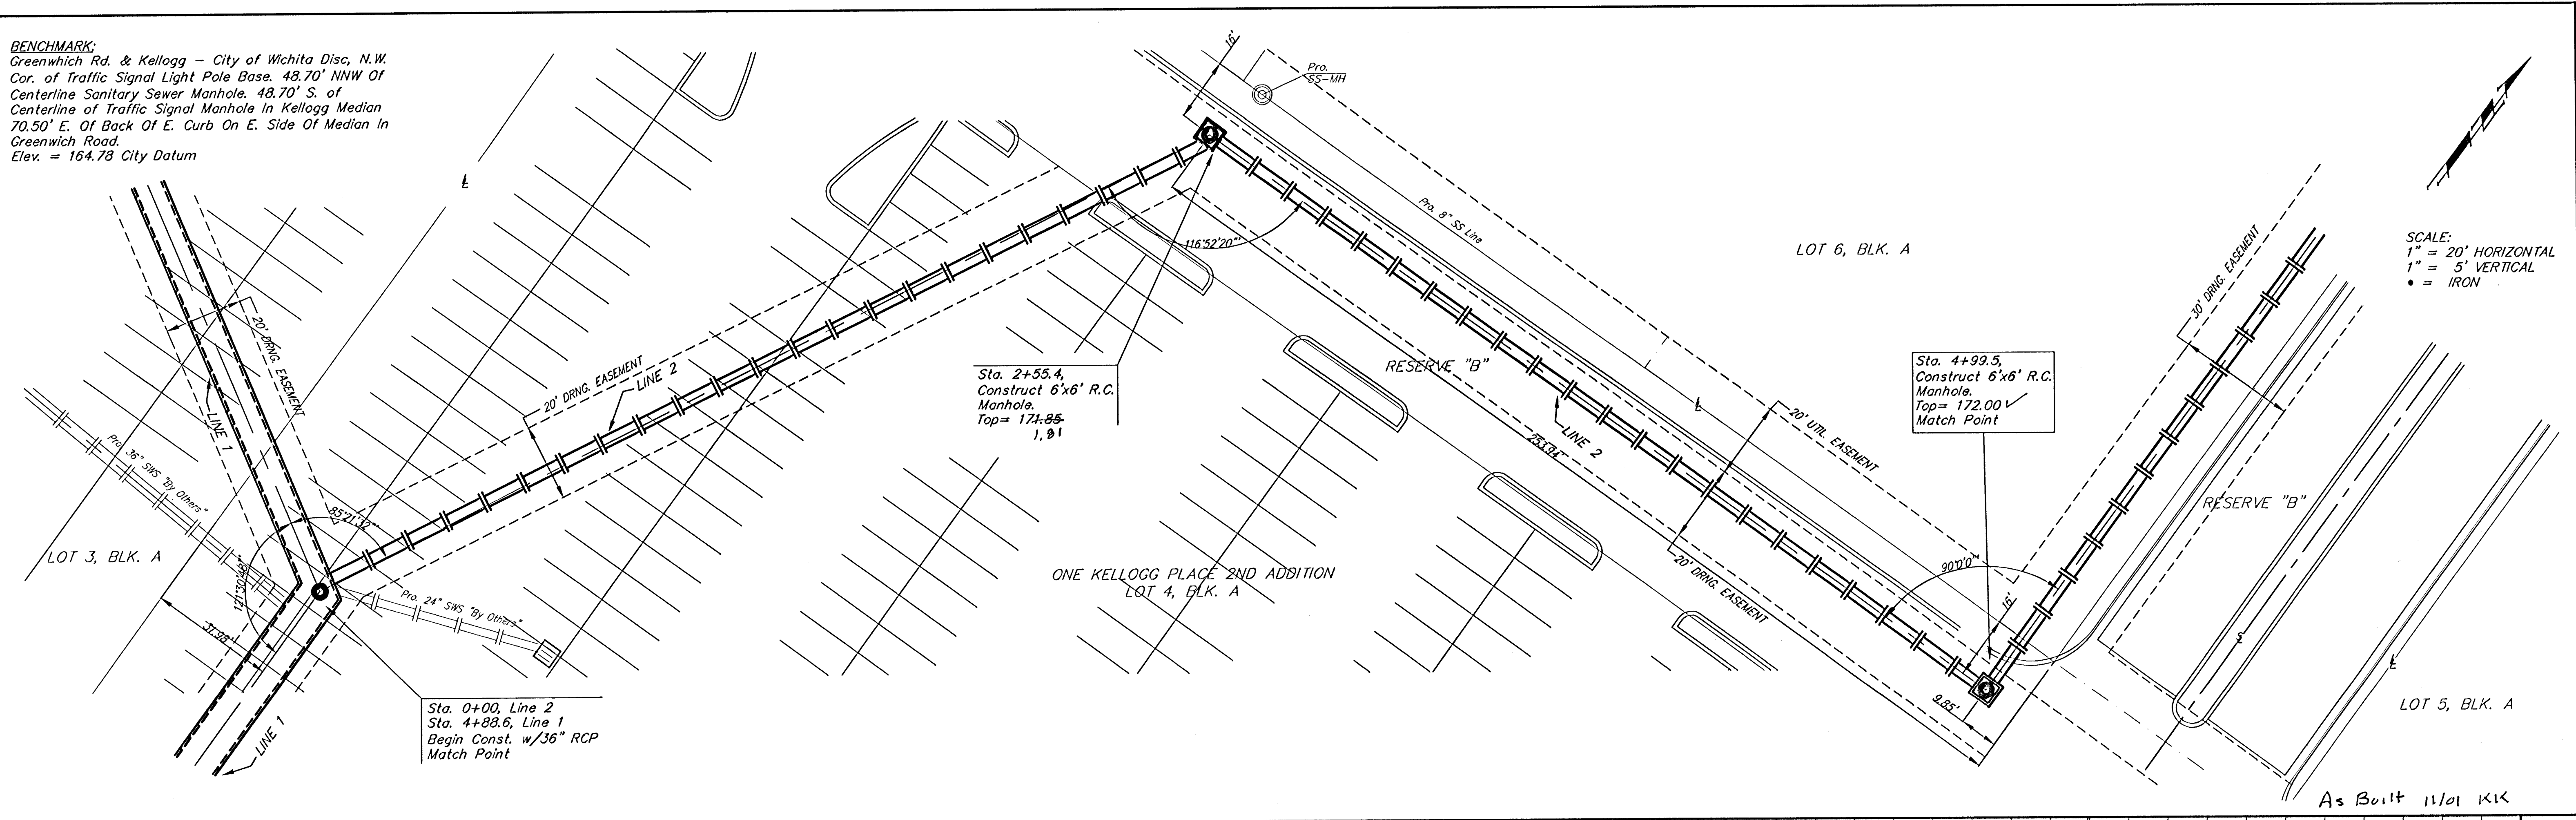 BENCHMARK:
Greenwhich Rd. & Kellogg - City of Wichita Disc, N.W.
Cor. of Traffic Signal Light Pole Base. 48.70' NNW Of
Centerline Sanitary Sewer Manhole. 48.70' S. of
Centerline of Traffic Signal Manhole In Kellogg Median
70.50' E. Of Back Of E. Curb On E. Side Of Median In
Greenwich Road.
Elev. = 164.78 City Datum
16'
Pro.
SS-MH
Pro. 8" SS Line
116°52'20"
LOT 6, BLK. A
SCALE:
1" = 20' HORIZONTAL
1" = 5' VERTICAL
• = IRON
30' DRNG. EASEMENT
20' DRNG. EASEMENT
LINE 1
20' DRNG. EASEMENT
LINE 2
Sta. 2+55.4,
Construct 6'x6' R.C.
Manhole.
Top= 171.85
1.81
RESERVE "B"
Sta. 4+99.5,
Construct 6'x6' R.C.
Manhole.
Top= 172.00 ✓
Match Point
LINE 2
253.94'
20' UTIL. EASEMENT
RESERVE "B"
Pro. 36" SWS "By Others"
85°21'32"
LOT 3, BLK. A
121°30'48"
Pro. 24" SWS "By Others"
31.98'
ONE KELLOGG PLACE 2ND ADDITION
LOT 4, BLK. A
20' DRNG. EASEMENT
90°0'0"
16'
9.85'
LOT 5, BLK. A
Sta. 0+00, Line 2
Sta. 4+88.6, Line 1
Begin Const. w/36" RCP
Match Point
LINE 1
As Built 11/01 KK